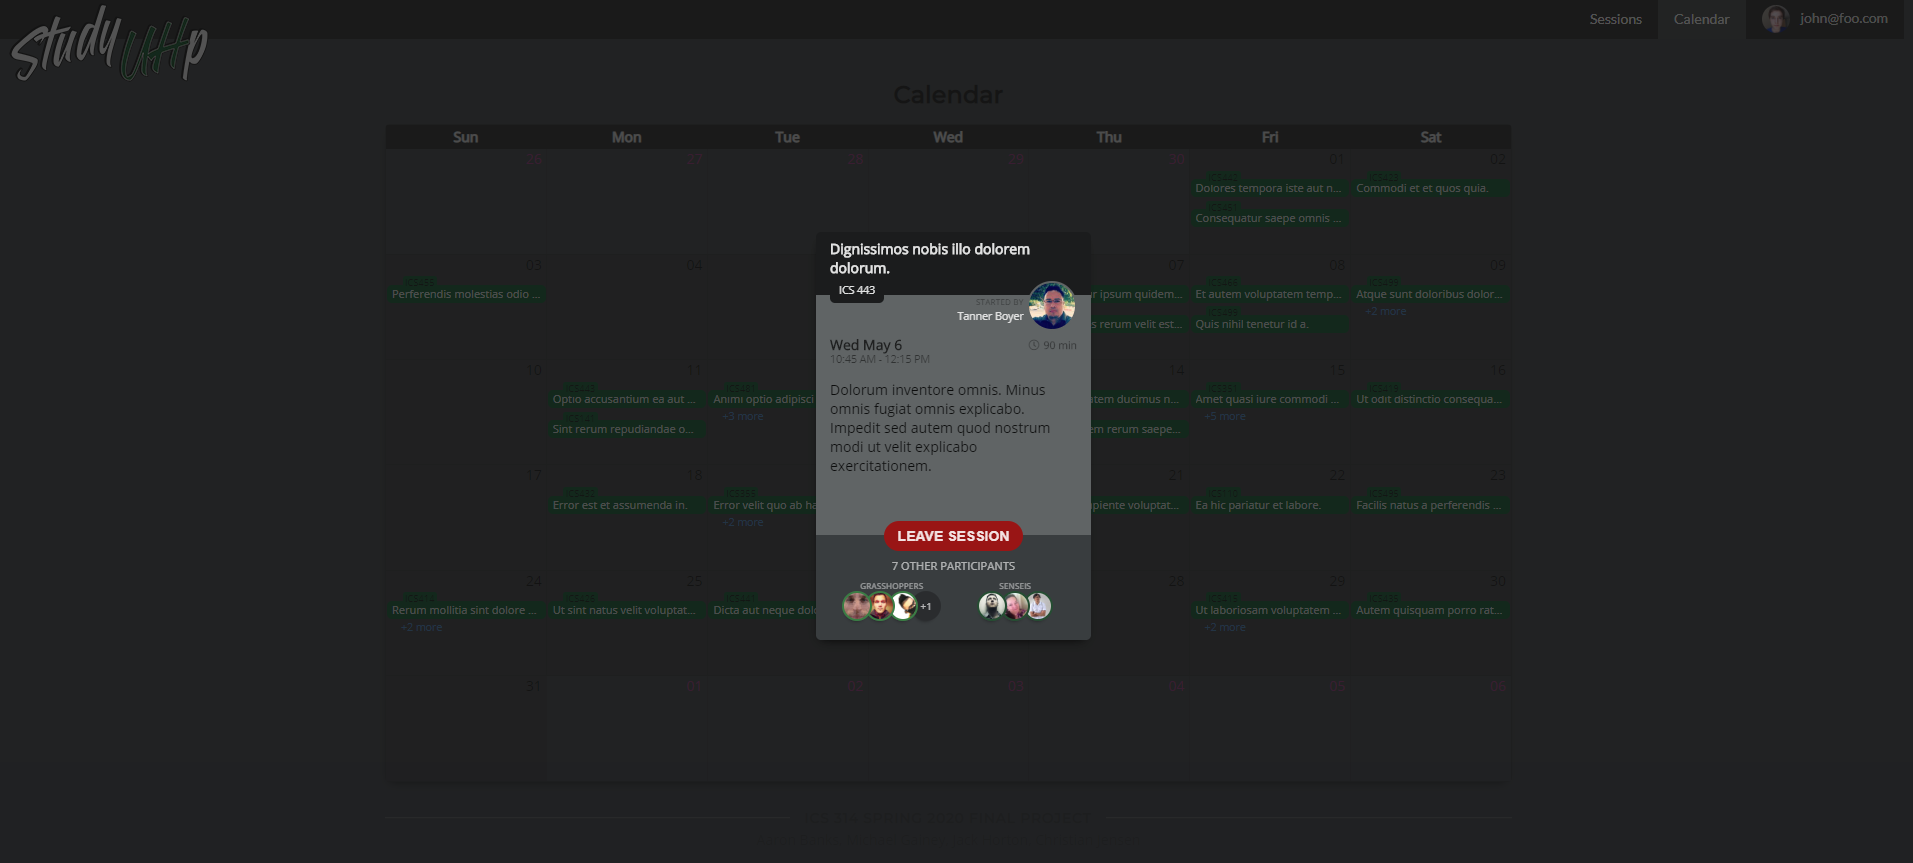 Study UHHp
Sessions
Calendar
john@foo.com
Calendar
Sun Mon Tue Wed Thu Fri Sat
26 27 28 29 30 01 02
Dolores tempora iste aut n...
Commodi et et quos quia.
Consequatur saepe omnis ...
Dignissimos nobis illo dolorem
dolorum.
ICS 443
STARTED BY
Tanner Boyer
Wed May 6
90 min
10:45 AM - 12:15 PM
Dolorum inventore omnis. Minus
omnis fugiat omnis explicabo.
Impedit sed autem quod nostrum
modi ut velit explicabo
exercitationem.
LEAVE SESSION
7 OTHER PARTICIPANTS
GRASSHOPPERS
SENSEIS
+1
03 04 07 08 09
Perferendis molestias odio ...
ipsum quidem...
Et autem voluptatem temp...
Atque sunt doloribus dolor...
+2 more
rerum velit est...
Quis nihil tenetur id a.
10 11 14 15 16
Optio accusantium ea aut ...
Animi optio adipisci
ducimus n...
Amet quasi iure commodi ...
Ut odit distinctio consequa...
+3 more
+5 more
Sint rerum repudiandae o...
rerum saepe...
17 18 21 22 23
Error est et assumenda in.
Error velit quo ab ha
voluptat...
Ea hic pariatur et labore.
Facilis natus a perferendis ...
+2 more
24 25 28 29 30
Rerum mollitia sint dolore ...
Ut sint natus velit voluptat...
Dicta aut neque dol
Ut laboriosam voluptatem ...
Autem quisquam porro rat...
+2 more
+2 more
31 01 02 03 04 05 06